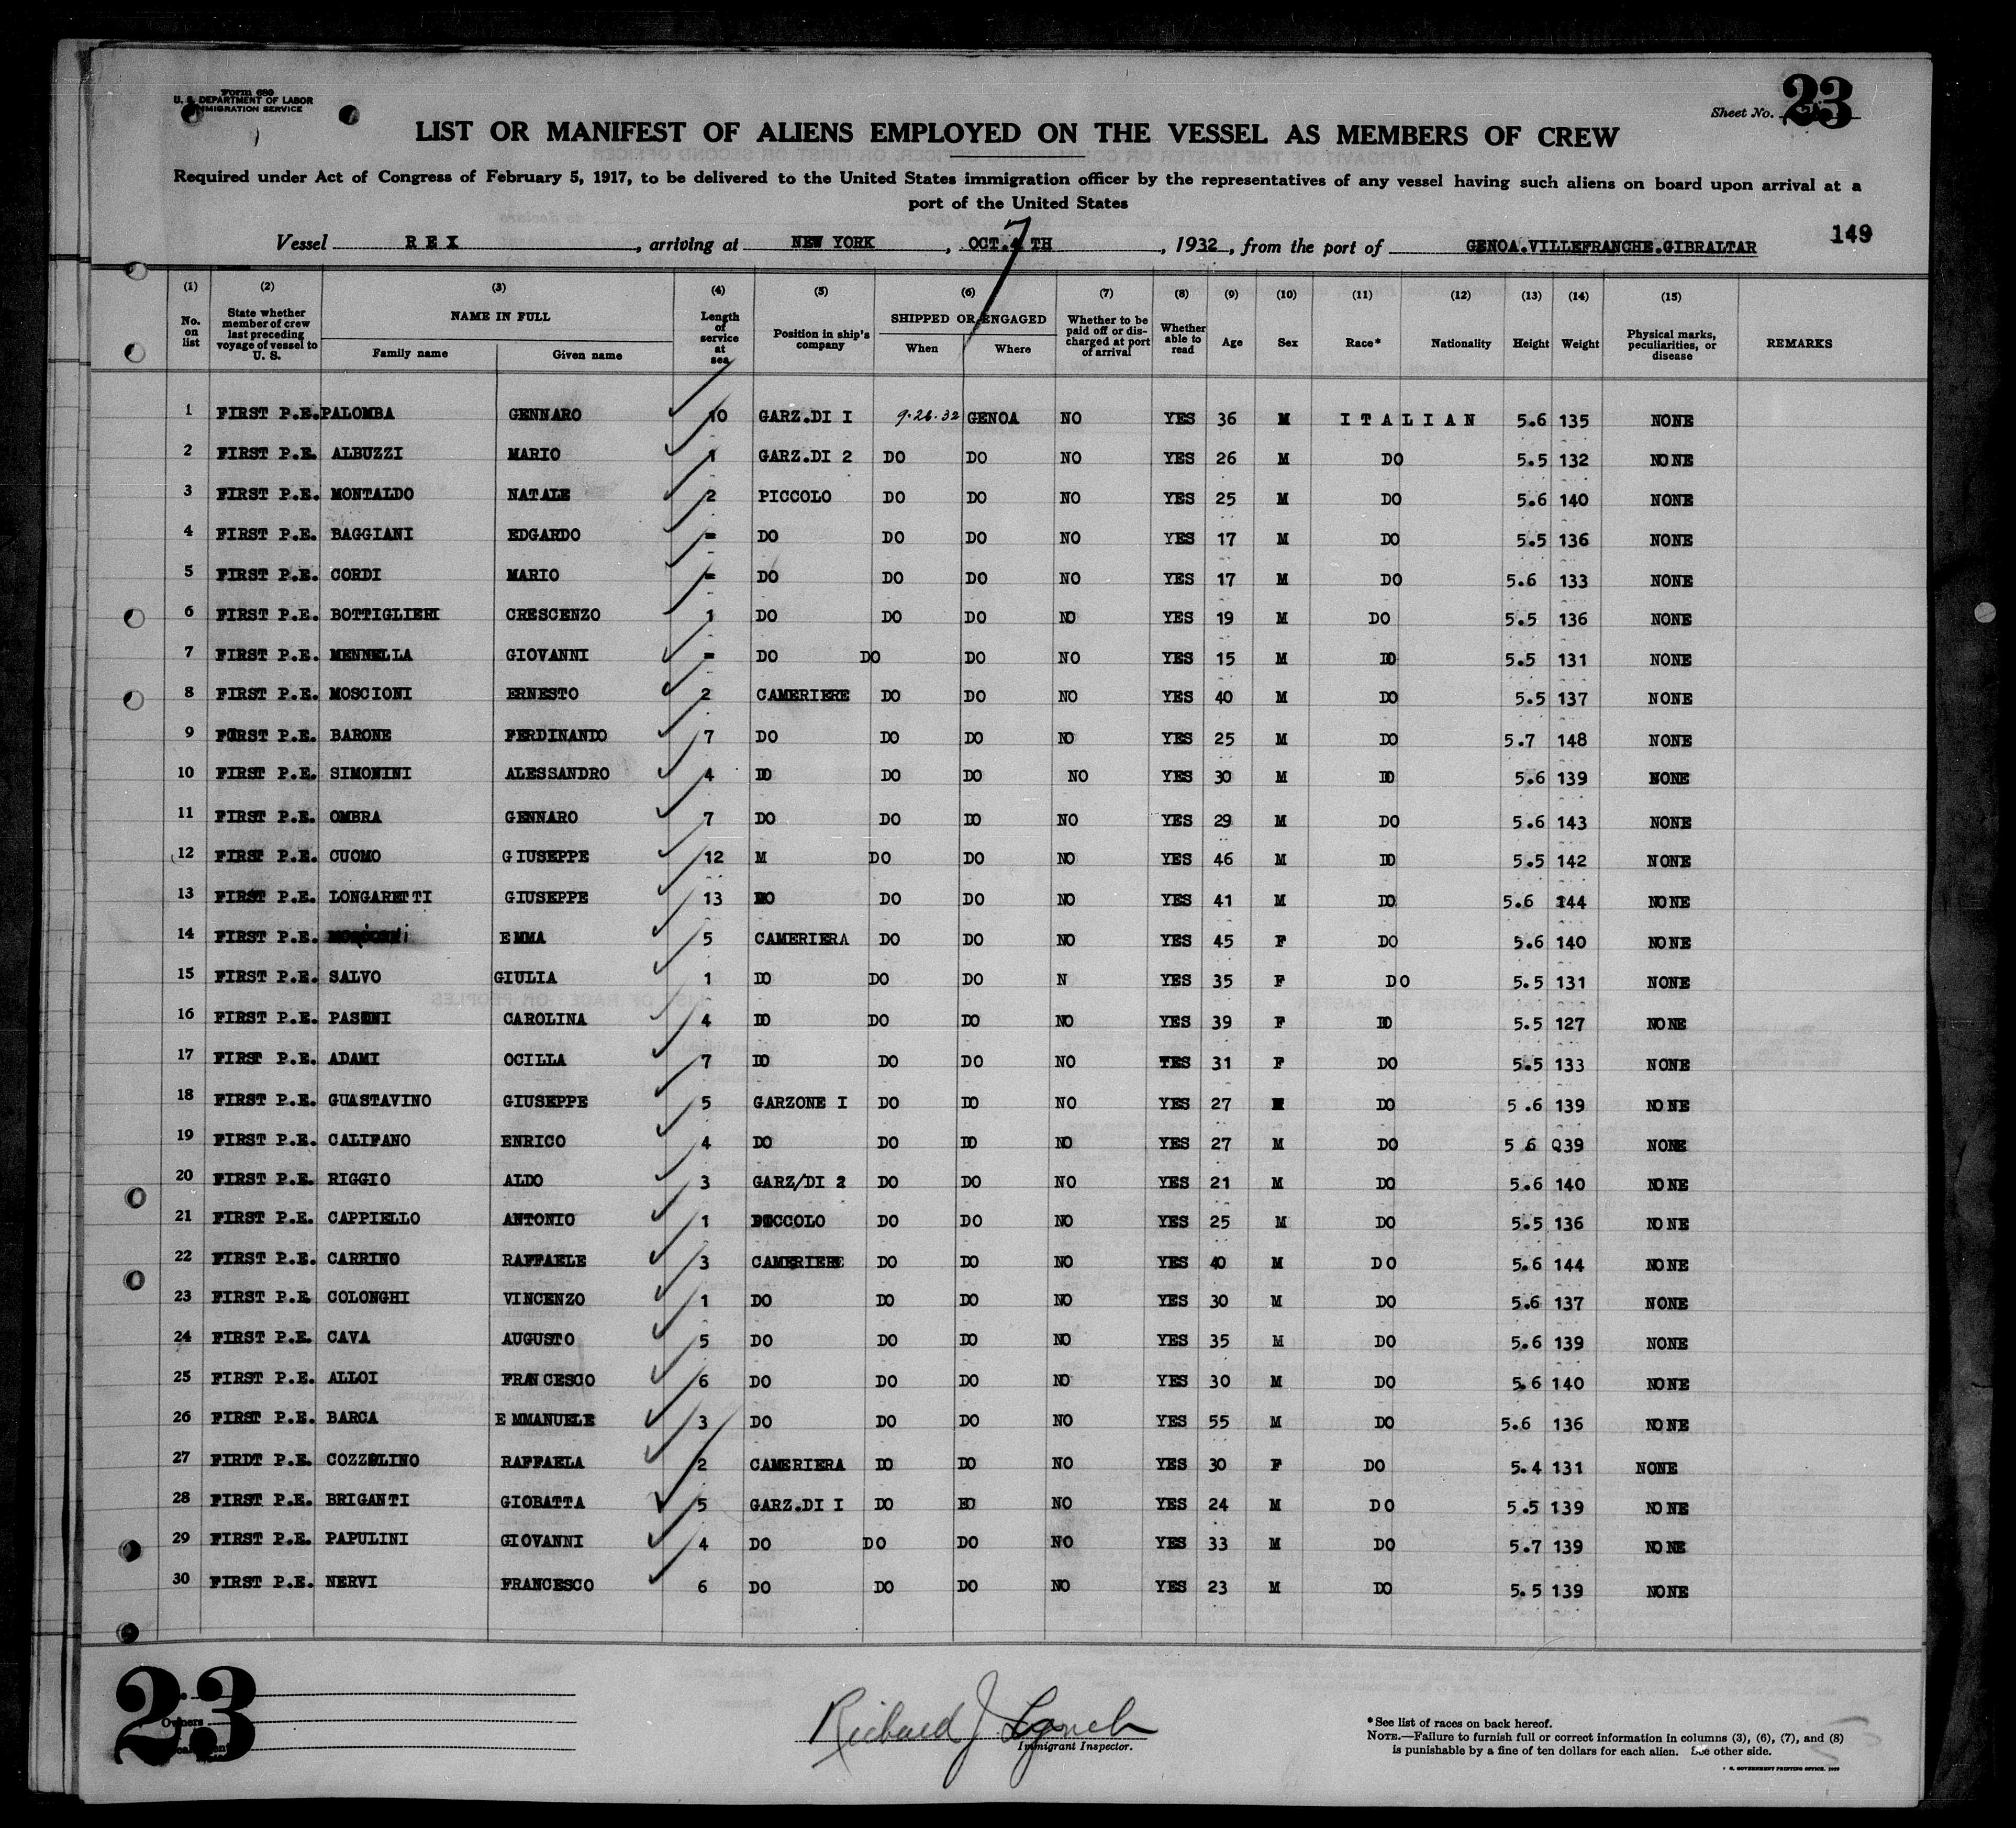 Form 680
U. S. DEPARTMENT OF LABOR
IMMIGRATION SERVICE
Sheet No. 23
LIST OR MANIFEST OF ALIENS EMPLOYED ON THE VESSEL AS MEMBERS OF CREW
Required under Act of Congress of February 5, 1917, to be delivered to the United States immigration officer by the representatives of any vessel having such aliens on board upon arrival at a
port of the United States
Vessel REX, arriving at NEW YORK, OCT. 7 TH, 1932, from the port of GENOA.VILLEFRANCHE.GIBRALTAR 149
(1) (2) (3) (4) (5) (6) (7) (8) (9) (10) (11) (12) (13) (14) (15)
No. on list State whether member of crew last preceding voyage of vessel to U. S. NAME IN FULL Family name Given name Length of service at sea Position in ship's company SHIPPED OR ENGAGED When Where Whether to be paid off or discharged at port of arrival Whether able to read Age Sex Race* Nationality Height Weight Physical marks, peculiarities, or disease REMARKS
1 FIRST P.E. PALOMBA GENNARO 10 GARZ.DI I 9-26-32 GENOA NO YES 36 M ITALIAN 5.6 135 NONE
2 FIRST P.E. ALBUZZI MARIO 1 GARZ.DI 2 DO DO NO YES 26 M DO 5.5 132 NONE
3 FIRST P.E. MONTALDO NATALE 2 PICCOLO DO DO NO YES 25 M DO 5.6 140 NONE
4 FIRST P.E. BAGGIANI EDGARDO = DO DO DO NO YES 17 M DO 5.5 136 NONE
5 FIRST P.E. CORDI MARIO = DO DO DO NO YES 17 M DO 5.6 133 NONE
6 FIRST P.E. BOTTIGLIERI CRESCENZO 1 DO DO DO NO YES 19 M DO 5.5 136 NONE
7 FIRST P.E. MENNELLA GIOVANNI = DO DO DO NO YES 15 M DO 5.5 131 NONE
8 FIRST P.E. MOSCIONI ERNESTO 2 CAMERIERE DO DO NO YES 40 M DO 5.5 137 NONE
9 FIRST P.E. BARONE FERDINANDO 7 DO DO DO NO YES 25 M DO 5.7 148 NONE
10 FIRST P.E. SIMONINI ALESSANDRO 4 DO DO DO NO YES 30 M DO 5.6 139 NONE
11 FIRST P.E. OMBRA GENNARO 7 DO DO DO NO YES 29 M DO 5.6 143 NONE
12 FIRST P.E. CUOMO GIUSEPPE 12 M DO DO NO YES 46 M DO 5.5 142 NONE
13 FIRST P.E. LONGARETTI GIUSEPPE 13 DO DO DO NO YES 41 M DO 5.6 144 NONE
14 FIRST P.E. EMMA 5 CAMERIERA DO DO NO YES 45 F DO 5.6 140 NONE
15 FIRST P.E. SALVO GIULIA 1 DO DO DO N YES 35 F DO 5.5 131 NONE
16 FIRST P.E. CAROLINA 4 DO DO DO NO YES 39 F DO 5.5 127 NONE
17 FIRST P.E. ADAMI OCILLA 7 DO DO DO NO YES 31 F DO 5.5 133 NONE
18 FIRST P.E. GUASTAVINO GIUSEPPE 5 GARZONE I DO DO NO YES 27 M DO 5.6 139 NONE
19 FIRST P.E. CALIFANO ENRICO 4 DO DO DO NO YES 27 M DO 5 6 Q39 NONE
20 FIRST P.E. RIGGIO ALDO 3 GARZ/DI 2 DO DO NO YES 21 M DO 5.6 140 NONE
21 FIRST P.E. CAPPIELLO ANTONIO 1 PICCOLO DO DO NO YES 25 M DO 5.5 136 NONE
22 FIRST P.E. CARRINO RAFFAELE 3 CAMERIERE DO DO NO YES 40 M DO 5.6 144 NONE
23 FIRST P.E. COLONGHI VINCENZO 1 DO DO DO NO YES 30 M DO 5.6 137 NONE
24 FIRST P.E. CAVA AUGUSTO 5 DO DO DO NO YES 35 M DO 5.6 139 NONE
25 FIRST P.E. ALLOI FRANCESCO 6 DO DO DO NO YES 30 M DO 5.6 140 NONE
26 FIRST P.E. BARCA EMMANUELE 3 DO DO DO NO YES 55 M DO 5.6 136 NONE
27 FIRDT P.E. COZZOLINO RAFFAELA 2 CAMERIERA DO DO NO YES 30 F DO 5.4 131 NONE
28 FIRST P.E. BRIGANTI GIOBATTA 5 GARZ.DI I DO DO NO YES 24 M DO 5.5 139 NONE
29 FIRST P.E. PAPULINI GIOVANNI 4 DO DO DO NO YES 33 M DO 5.7 139 NONE
30 FIRST P.E. NERVI FRANCESCO 6 DO DO DO NO YES 23 M DO 5.5 139 NONE
23
Owners
Richard J. Lynch
Immigrant Inspector.
*See list of races on back hereof.
NOTE.—Failure to furnish full or correct information in columns (3), (6), (7), and (8)
is punishable by a fine of ten dollars for each alien. See other side.
U. S. GOVERNMENT PRINTING OFFICE